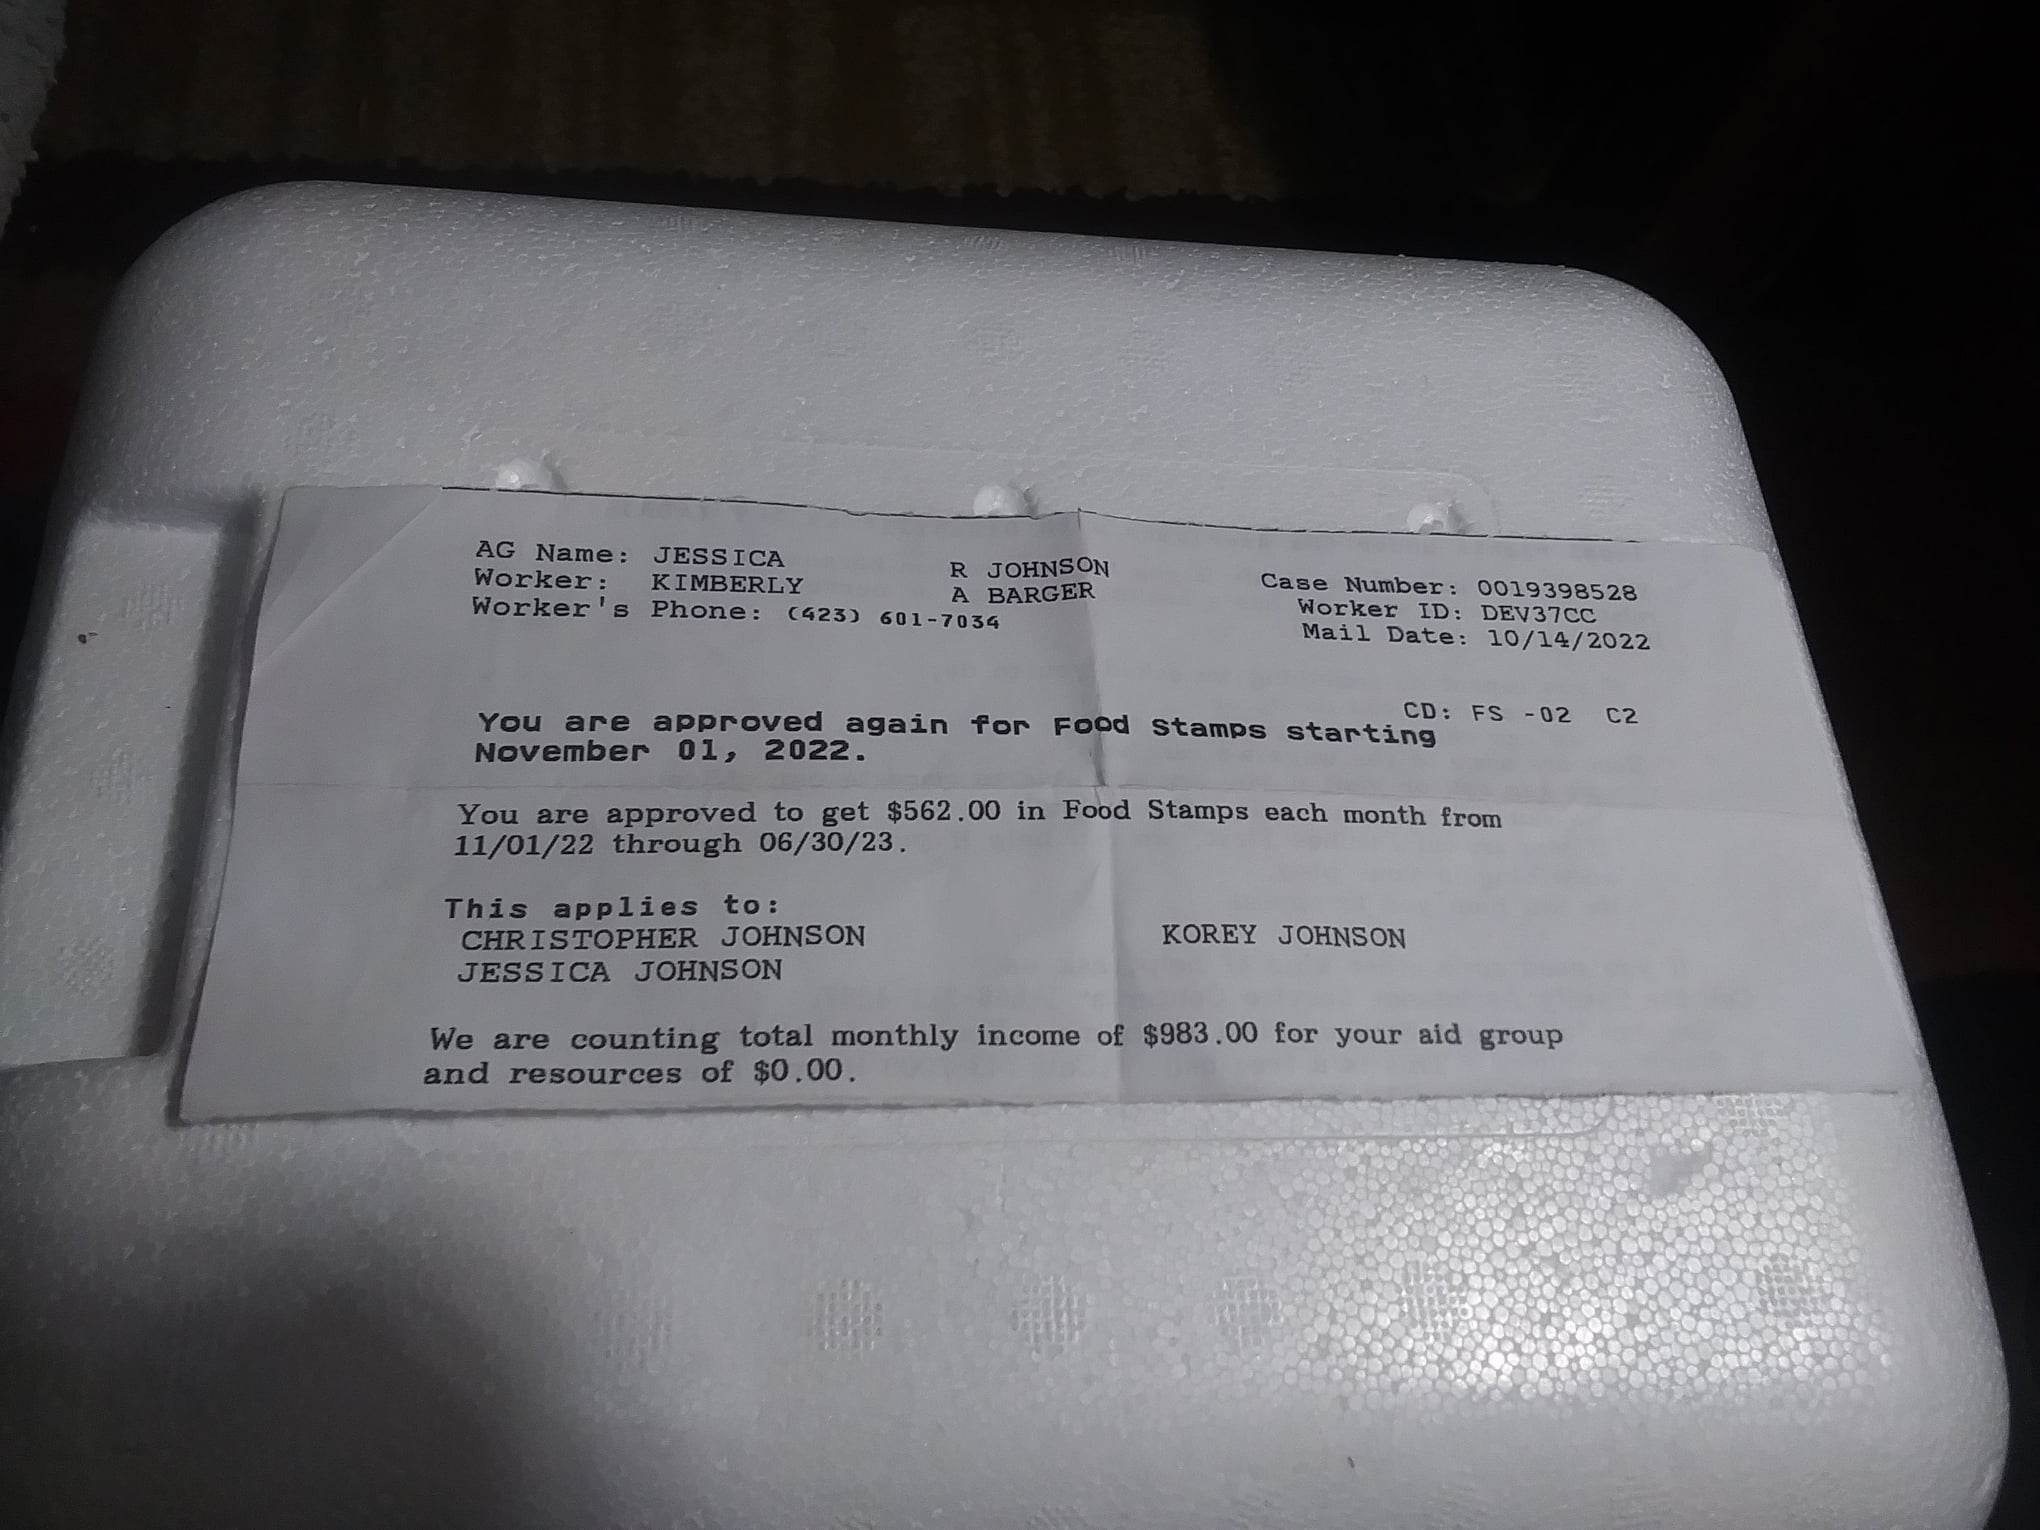 AG Name: JESSICA R JOHNSON Case Number: 0019398528
Worker: KIMBERLY A BARGER Worker ID: DEV37CC
Worker's Phone: (423) 601-7034 Mail Date: 10/14/2022
CD: FS -02 C2
You are approved again for Food Stamps starting
November 01, 2022.
You are approved to get $562.00 in Food Stamps each month from
11/01/22 through 06/30/23.
This applies to:
CHRISTOPHER JOHNSON KOREY JOHNSON
JESSICA JOHNSON
We are counting total monthly income of $983.00 for your aid group
and resources of $0.00.